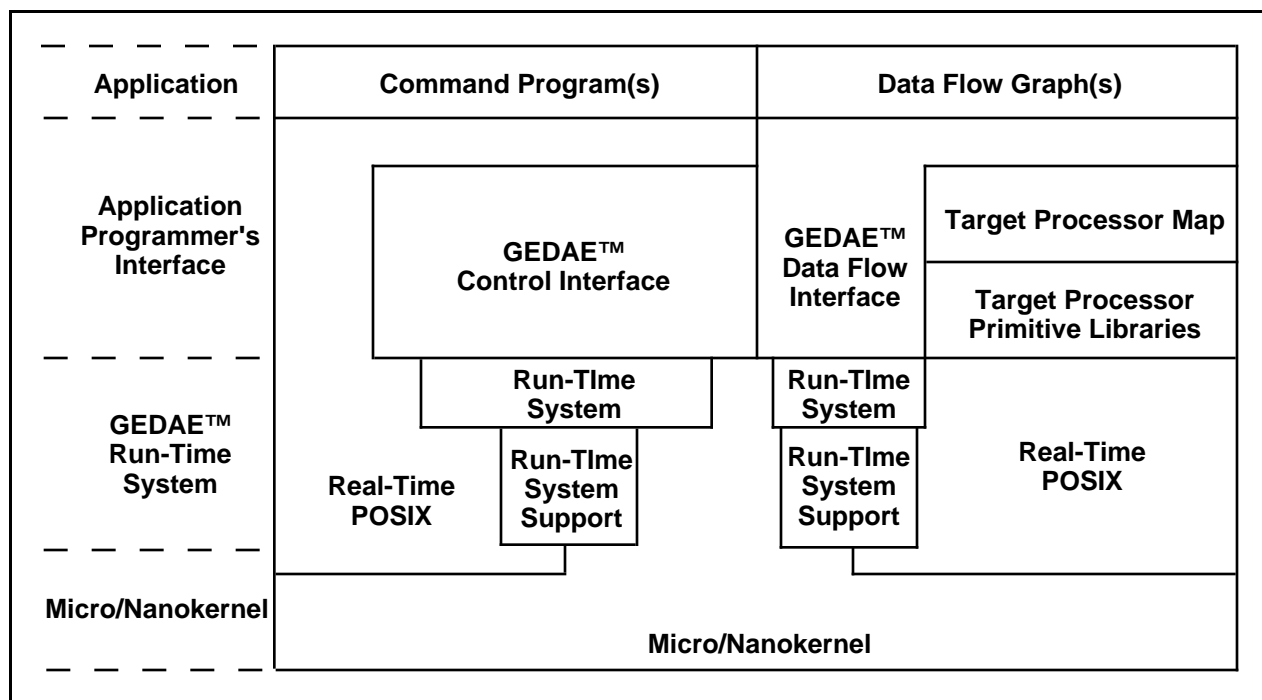 Application
Command Program(s)
Data Flow Graph(s)
Application
Programmer's
Interface
GEDAE™
Control Interface
GEDAE™
Data Flow
Interface
Target Processor Map
Target Processor
Primitive Libraries
GEDAE™
Run-Time
System
Run-TIme
System
Run-TIme
System
Support
Real-Time
POSIX
Run-TIme
System
Run-TIme
System
Support
Real-Time
POSIX
Micro/Nanokernel
Micro/Nanokernel